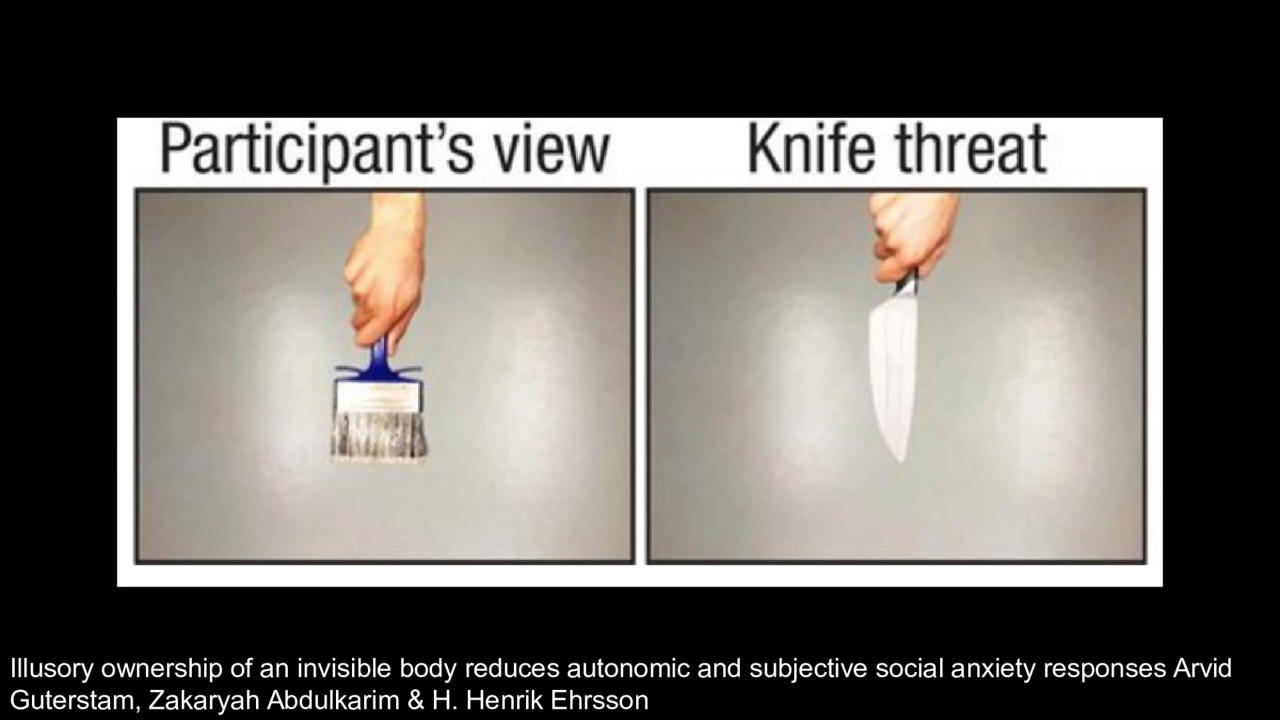 Participant's view
Knife threat
Illusory ownership of an invisible body reduces autonomic and subjective social anxiety responses Arvid
Guterstam, Zakaryah Abdulkarim & H. Henrik Ehrsson